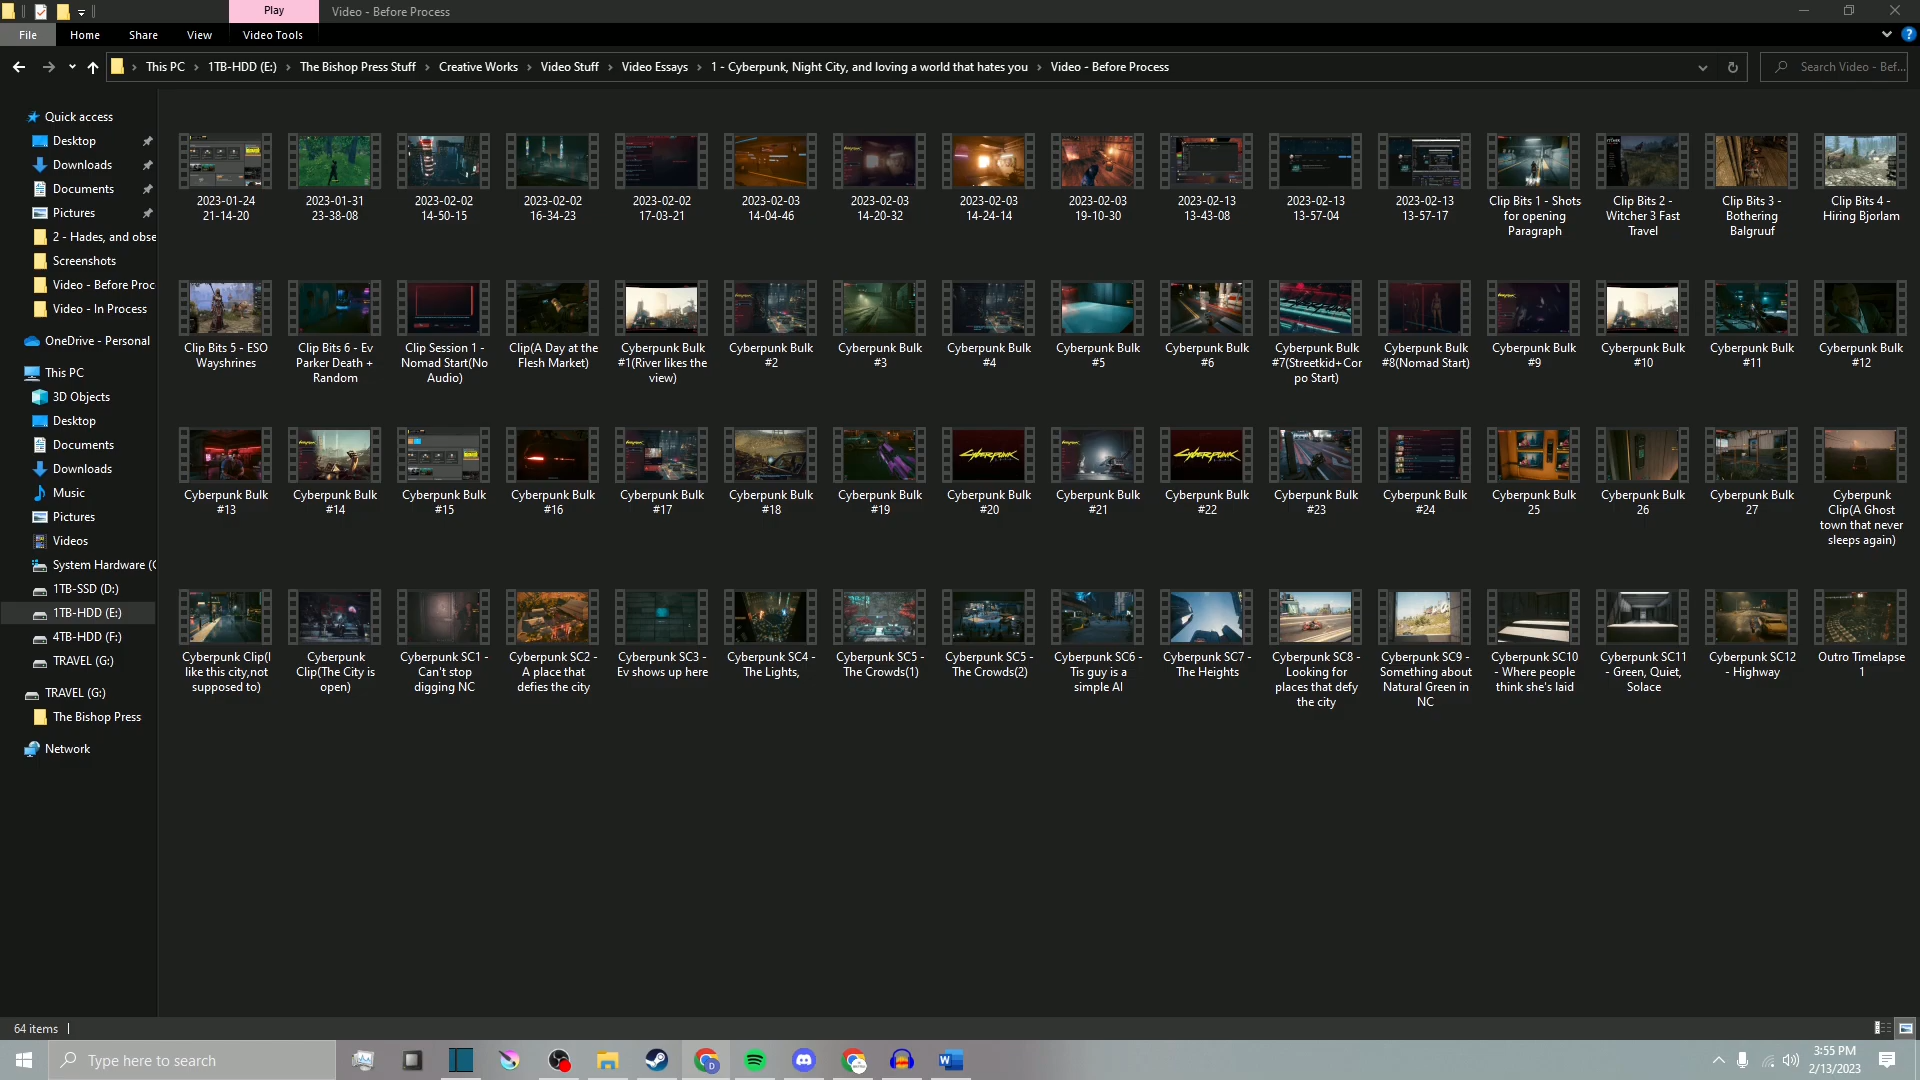 Play
Video - Before Process
File
Home
Share
View
Video Tools
This PC
1TB-HDD (E:)
The Bishop Press Stuff
Creative Works
Video Stuff
Video Essays
1 - Cyberpunk, Night City, and loving a world that hates you
Video - Before Process
Search Video - Bef...
Quick access
Desktop
Downloads
Documents
Pictures
2 - Hades, and obse
Screenshots
Video - Before Proc
Video - In Process
OneDrive - Personal
This PC
3D Objects
Desktop
Documents
Downloads
Music
Pictures
Videos
System Hardware (C
1TB-SSD (D:)
1TB-HDD (E:)
4TB-HDD (F:)
TRAVEL (G:)
TRAVEL (G:)
The Bishop Press
Network
2023-01-24
21-14-20
2023-01-31
23-38-08
2023-02-02
14-50-15
2023-02-02
16-34-23
2023-02-02
17-03-21
2023-02-03
14-04-46
2023-02-03
14-20-32
2023-02-03
14-24-14
2023-02-03
19-10-30
2023-02-13
13-43-08
2023-02-13
13-57-04
2023-02-13
13-57-17
Clip Bits 1 - Shots
for opening
Paragraph
Clip Bits 2 -
Witcher 3 Fast
Travel
Clip Bits 3 -
Bothering
Balgruuf
Clip Bits 4 -
Hiring Bjorlam
Clip Bits 5 - ESO
Wayshrines
Clip Bits 6 - Ev
Parker Death +
Random
Clip Session 1 -
Nomad Start(No
Audio)
Clip(A Day at the
Flesh Market)
Cyberpunk Bulk
#1(River likes the
view)
Cyberpunk Bulk
#2
Cyberpunk Bulk
#3
Cyberpunk Bulk
#4
Cyberpunk Bulk
#5
Cyberpunk Bulk
#6
Cyberpunk Bulk
#7(Streetkid+Cor
po Start)
Cyberpunk Bulk
#8(Nomad Start)
Cyberpunk Bulk
#9
Cyberpunk Bulk
#10
Cyberpunk Bulk
#11
Cyberpunk Bulk
#12
Cyberpunk Bulk
#13
Cyberpunk Bulk
#14
Cyberpunk Bulk
#15
Cyberpunk Bulk
#16
Cyberpunk Bulk
#17
Cyberpunk Bulk
#18
Cyberpunk Bulk
#19
Cyberpunk
Cyberpunk Bulk
#20
Cyberpunk Bulk
#21
Cyberpunk
Cyberpunk Bulk
#22
Cyberpunk Bulk
#23
Cyberpunk Bulk
#24
Cyberpunk Bulk
25
Cyberpunk Bulk
26
Cyberpunk Bulk
27
Cyberpunk
Clip(A Ghost
town that never
sleeps again)
Cyberpunk Clip(I
like this city,not
supposed to)
Cyberpunk
Clip(The City is
open)
Cyberpunk SC1 -
Can't stop
digging NC
Cyberpunk SC2 -
A place that
defies the city
Cyberpunk SC3 -
Ev shows up here
Cyberpunk SC4 -
The Lights,
Cyberpunk SC5 -
The Crowds(1)
Cyberpunk SC5 -
The Crowds(2)
Cyberpunk SC6 -
Tis guy is a
simple AI
Cyberpunk SC7 -
The Heights
Cyberpunk SC8 -
Looking for
places that defy
the city
Cyberpunk SC9 -
Something about
Natural Green in
NC
Cyberpunk SC10
- Where people
think she's laid
Cyberpunk SC11
- Green, Quiet,
Solace
Cyberpunk SC12
- Highway
Outro Timelapse
1
64 items
Type here to search
3:55 PM
2/13/2023